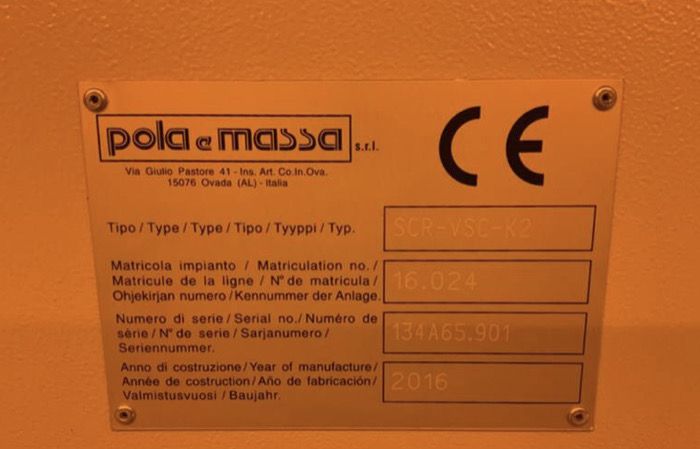 pola e massa s.r.l.
Via Giulio Pastore 41 - Ins. Art. Co.In.Ova.
15076 Ovada (AL) - Italia
CE
Tipo / Type / Type / Tipo / Tyyppi / Typ.
SCR-VSC-K2
Matricola impianto / Matriculation no. /
Matricule de la ligne / Nº de matricula /
Ohjekirjan numero / Kennummer der Anlage.
16.024
Numero di serie / Serial no. / Numéro de
série / Nº de serie / Sarjanumero /
Seriennummer.
134A65.901
Anno di costruzione / Year of manufacture /
Année de costruction / Año de fabricación /
Valmistusvuosi / Baujahr.
2016